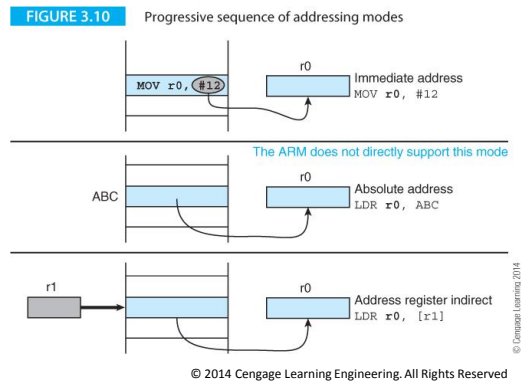 FIGURE 3.10 Progressive sequence of addressing modes
r0
MOV r0, #12
Immediate address
MOV r0, #12
The ARM does not directly support this mode
r0
ABC
Absolute address
LDR r0, ABC
r1
r0
Address register indirect
LDR r0, [r1]
© Cengage Learning 2014
© 2014 Cengage Learning Engineering. All Rights Reserved